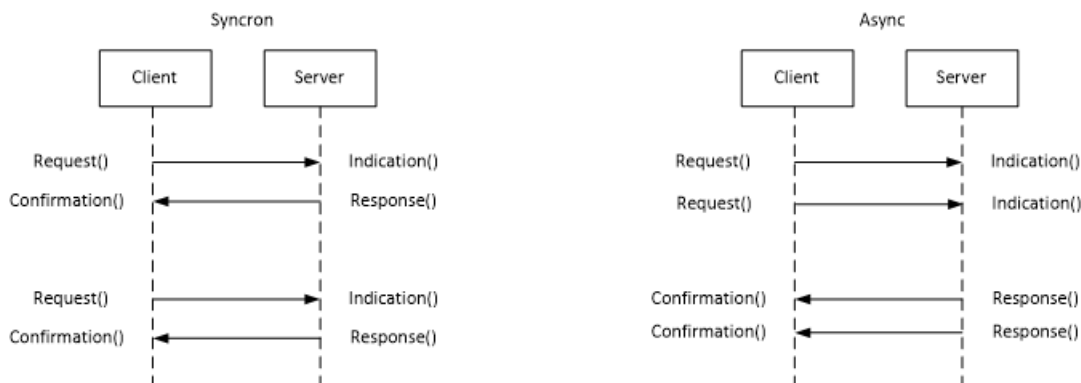 Syncron
Client Server
Request() Indication()
Confirmation() Response()
Request() Indication()
Confirmation() Response()
Async
Client Server
Request() Indication()
Request() Indication()
Confirmation() Response()
Confirmation() Response()